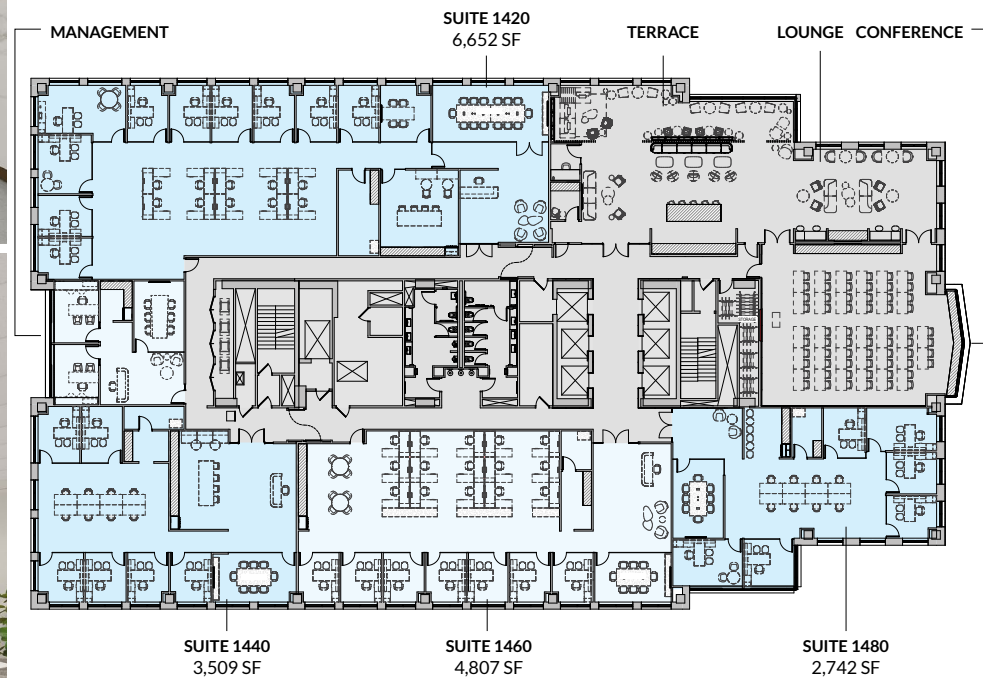 MANAGEMENT
SUITE 1420
6,652 SF
TERRACE
LOUNGE
CONFERENCE
STORAGE
SUITE 1440
3,509 SF
SUITE 1460
4,807 SF
SUITE 1480
2,742 SF